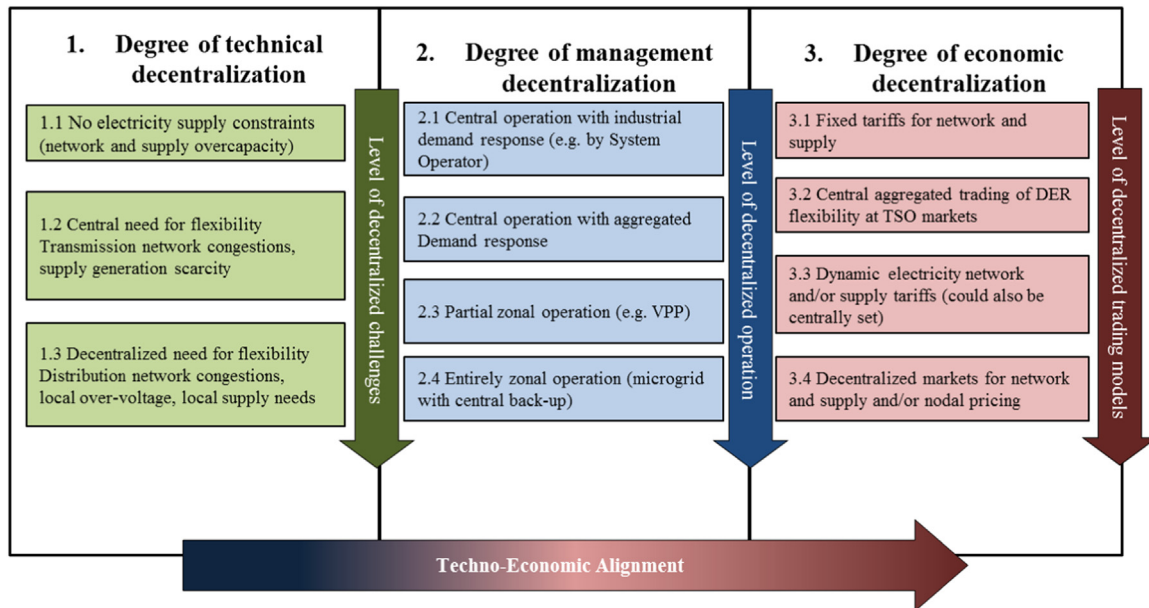 1. Degree of technical
decentralization
1.1 No electricity supply constraints
(network and supply overcapacity)
1.2 Central need for flexibility
Transmission network congestions,
supply generation scarcity
1.3 Decentralized need for flexibility
Distribution network congestions,
local over-voltage, local supply needs
Level of decentralized challenges
2. Degree of management
decentralization
2.1 Central operation with industrial
demand response (e.g. by System
Operator)
2.2 Central operation with aggregated
Demand response
2.3 Partial zonal operation (e.g. VPP)
2.4 Entirely zonal operation (microgrid
with central back-up)
Level of decentralized operation
3. Degree of economic
decentralization
3.1 Fixed tariffs for network and
supply
3.2 Central aggregated trading of DER
flexibility at TSO markets
3.3 Dynamic electricity network
and/or supply tariffs (could also be
centrally set)
3.4 Decentralized markets for network
and supply and/or nodal pricing
Level of decentralized trading models
Techno-Economic Alignment